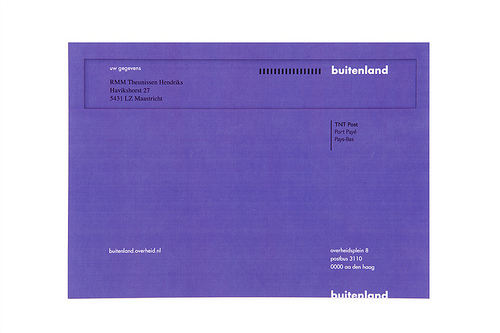 uw gegevens
buitenland
RMM Theunissen Hendriks
Havikshorst 27
5431 LZ Maastricht
TNT Post
Port Payé
Pays-Bas
buitenland.overheid.nl
overheidsplein 8
postbus 3110
0000 aa den haag
buitenland